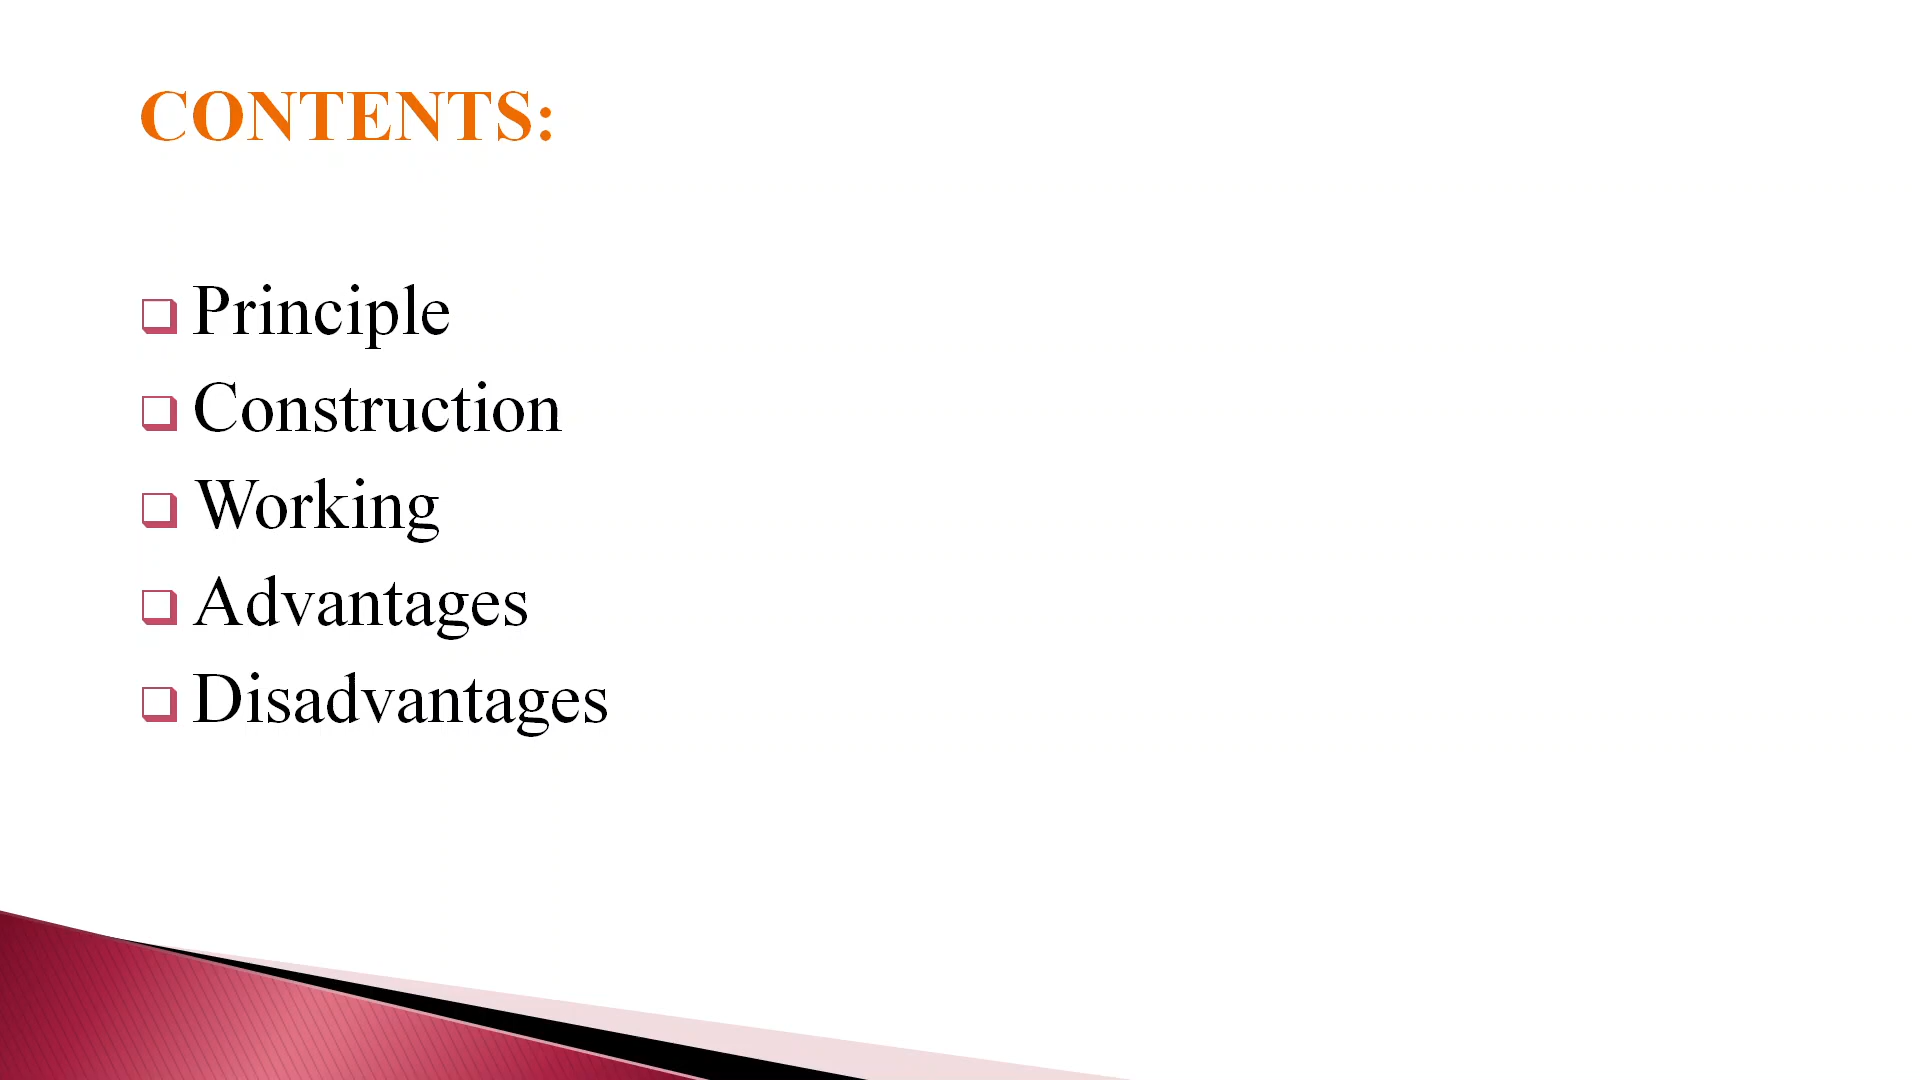 CONTENTS:
Principle
Construction
Working
Advantages
Disadvantages